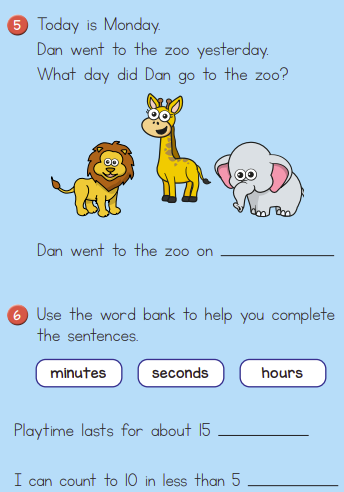 5 Today is Monday.
Dan went to the zoo yesterday.
What day did Dan go to the zoo?
Dan went to the zoo on
6 Use the word bank to help you complete
the sentences.
minutes seconds hours
Playtime lasts for about 15
I can count to 10 in less than 5